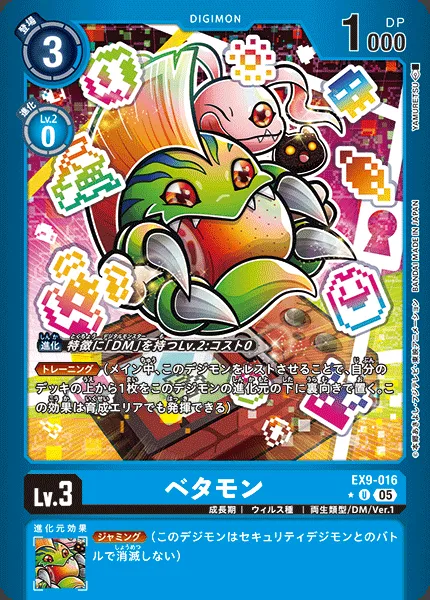 DIGIMON
登場
3
1000
DP
進化
Lv.2
0
YAMURETSU
©本郷あきよし・フジテレビ・東映アニメーション BANDAI MADE IN JAPAN
進化 特徴に「DM」を持つLv.2:コスト0
トレーニング (メイン中、このデジモンをレストさせることで、自分の
デッキの上から1枚をこのデジモンの進化元の下に裏向きで置く。こ
の効果は育成エリアでも発揮できる)
Lv.3
ベタモン
EX9-016
U 05
成長期 | ウィルス種 | 両生類型/DM/Ver.1
進化元効果
ジャミング (このデジモンはセキュリティデジモンとのバト
ルで消滅しない)